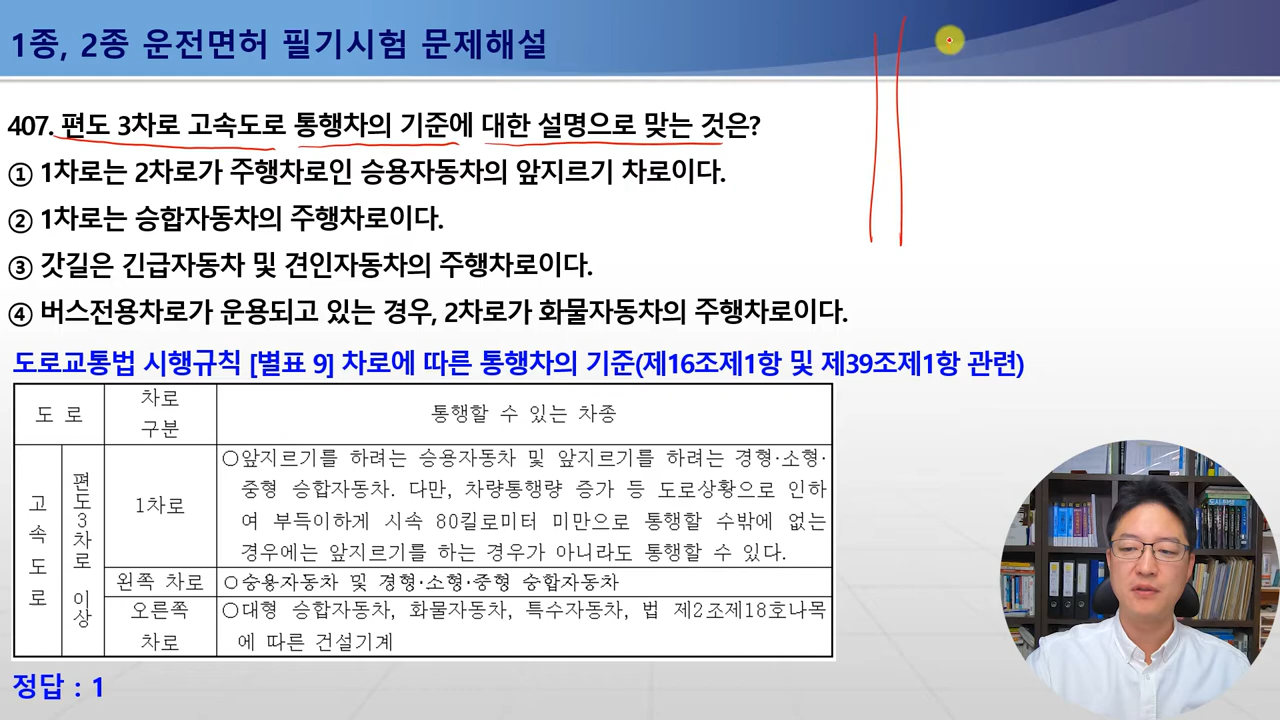 1종, 2종 운전면허 필기시험 문제해설
407. 편도 3차로 고속도로 통행차의 기준에 대한 설명으로 맞는 것은?
① 1차로는 2차로가 주행차로인 승용자동차의 앞지르기 차로이다.
② 1차로는 승합자동차의 주행차로이다.
③ 갓길은 긴급자동차 및 견인자동차의 주행차로이다.
④ 버스전용차로가 운용되고 있는 경우, 2차로가 화물자동차의 주행차로이다.
도로교통법 시행규칙 [별표 9] 차로에 따른 통행차의 기준(제16조제1항 및 제39조제1항 관련)
도 로
차로
구분
통행할 수 있는 차종
고속도로
편도3차로 이상
1차로
○앞지르기를 하려는 승용자동차 및 앞지르기를 하려는 경형·소형·
중형 승합자동차. 다만, 차량통행량 증가 등 도로상황으로 인하
여 부득이하게 시속 80킬로미터 미만으로 통행할 수밖에 없는
경우에는 앞지르기를 하는 경우가 아니라도 통행할 수 있다.
왼쪽 차로
○승용자동차 및 경형·소형·중형 승합자동차
오른쪽
차로
○대형 승합자동차, 화물자동차, 특수자동차, 법 제2조제18호나목
에 따른 건설기계
정답 : 1